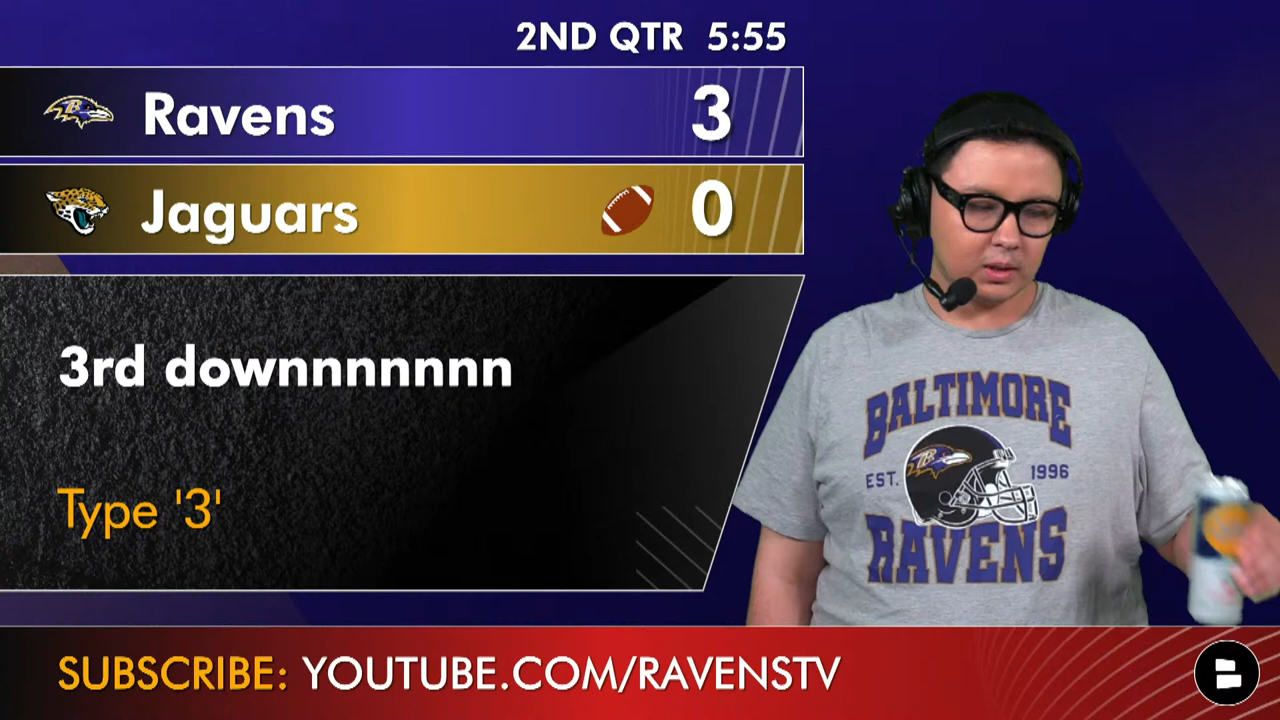 2ND QTR 5:55
Ravens 3
Jaguars 0
3rd downnnnnnn
Type '3'
BALTIMORE
EST. 1996
RAVENS
SUBSCRIBE: YOUTUBE.COM/RAVENSTV